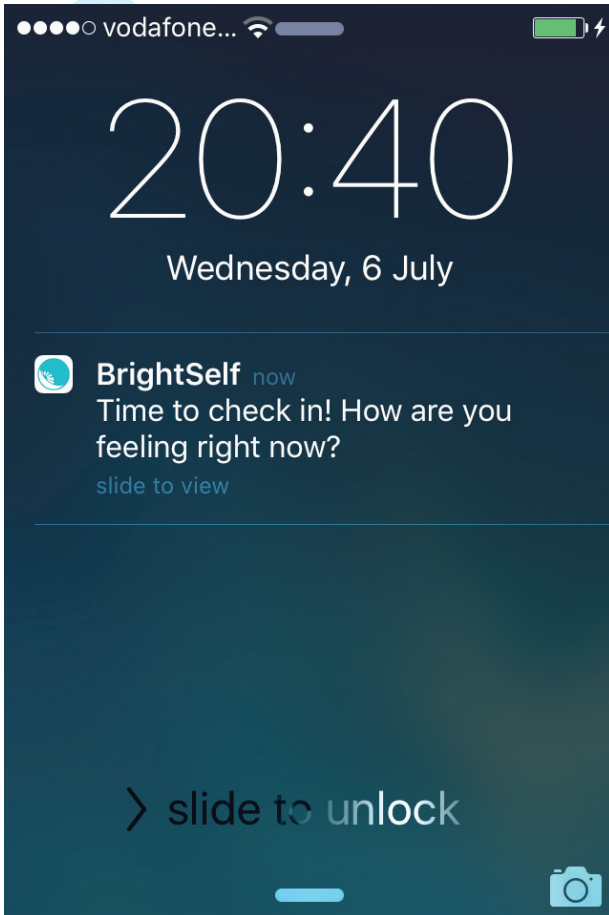 vodafone...
20:40
Wednesday, 6 July
BrightSelf now
Time to check in! How are you
feeling right now?
slide to view
> slide to unlock